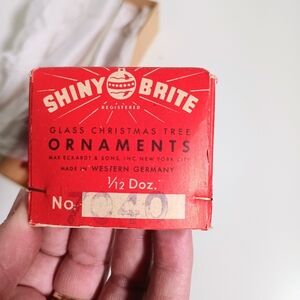 SHINY BRITE
REGISTERED
GLASS CHRISTMAS TREE
ORNAMENTS
MAX ECKARDT & SONS, INC. NEW YORK CITY
MADE IN WESTERN GERMANY
1/12 Doz.
No.